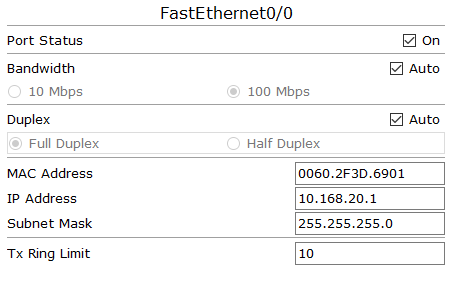 FastEthernet0/0
Port Status On
Bandwidth Auto
10 Mbps 100 Mbps
Duplex Auto
Full Duplex Half Duplex
MAC Address 0060.2F3D.6901
IP Address 10.168.20.1
Subnet Mask 255.255.255.0
Tx Ring Limit 10